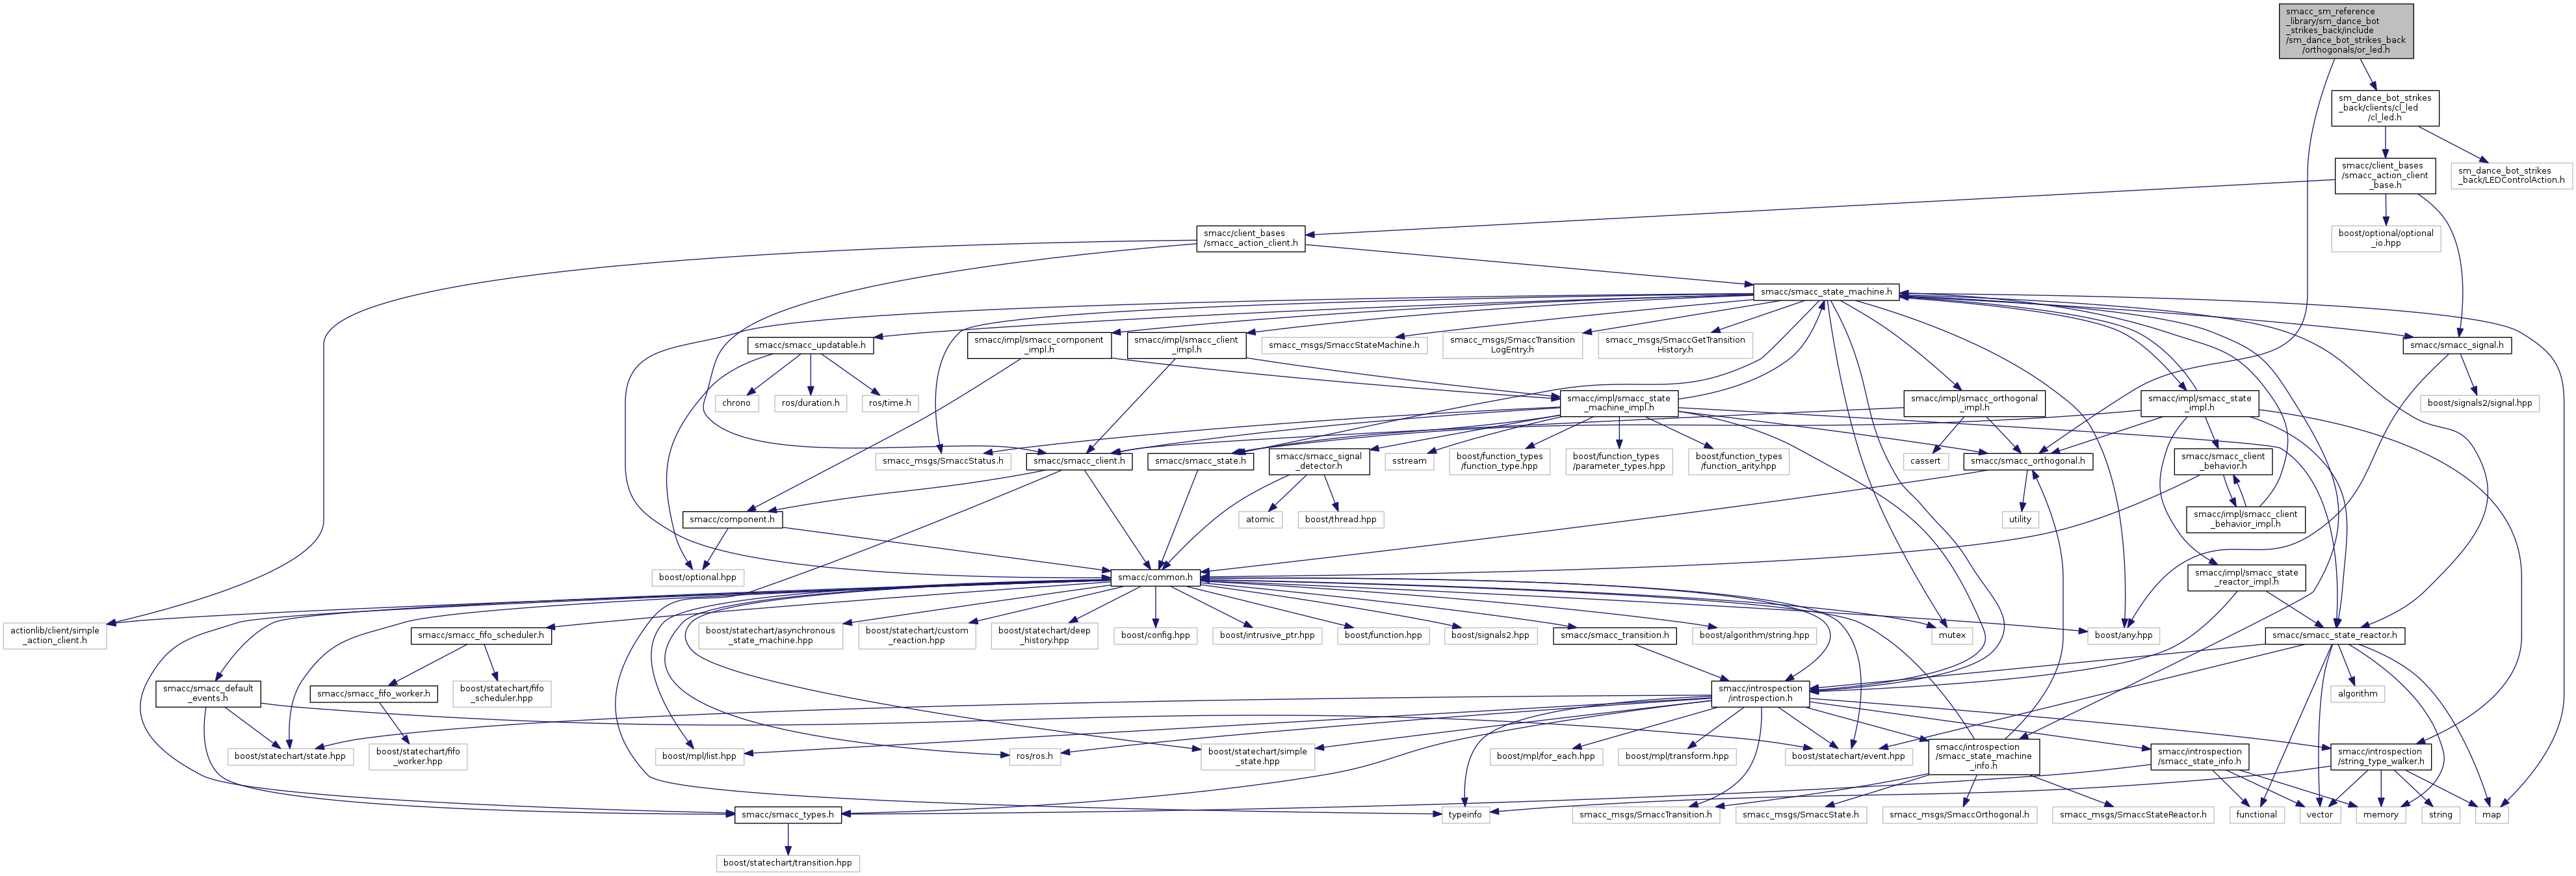 smacc_sm_reference
_library/sm_dance_bot
_strikes_back/include
/sm_dance_bot_strikes_back
/orthogonals/or_led.h
sm_dance_bot_strikes
_back/clients/cl_led
/cl_led.h
smacc/client_bases
/smacc_action_client
_base.h
sm_dance_bot_strikes
_back/LEDControlAction.h
smacc/client_bases
/smacc_action_client.h
boost/optional/optional
_io.hpp
smacc/smacc_state_machine.h
smacc/smacc_updatable.h
smacc/impl/smacc_component
_impl.h
smacc/impl/smacc_client
_impl.h
smacc_msgs/SmaccStateMachine.h
smacc_msgs/SmaccTransition
LogEntry.h
smacc_msgs/SmaccGetTransition
History.h
smacc/smacc_signal.h
chrono
ros/duration.h
ros/time.h
smacc/impl/smacc_state
_machine_impl.h
smacc/impl/smacc_orthogonal
_impl.h
smacc/impl/smacc_state
_impl.h
boost/signals2/signal.hpp
smacc_msgs/SmaccStatus.h
smacc/smacc_client.h
smacc/smacc_state.h
smacc/smacc_signal
_detector.h
sstream
boost/function_types
/function_type.hpp
boost/function_types
/parameter_types.hpp
boost/function_types
/function_arity.hpp
cassert
smacc/smacc_orthogonal.h
smacc/smacc_client
_behavior.h
smacc/component.h
atomic
boost/thread.hpp
utility
smacc/impl/smacc_client
_behavior_impl.h
boost/optional.hpp
smacc/common.h
smacc/impl/smacc_state
_reactor_impl.h
actionlib/client/simple
_action_client.h
smacc/smacc_fifo_scheduler.h
boost/statechart/asynchronous
_state_machine.hpp
boost/statechart/custom
_reaction.hpp
boost/statechart/deep
_history.hpp
boost/config.hpp
boost/intrusive_ptr.hpp
boost/function.hpp
boost/signals2.hpp
smacc/smacc_transition.h
boost/algorithm/string.hpp
mutex
boost/any.hpp
smacc/smacc_state_reactor.h
smacc/smacc_default
_events.h
smacc/smacc_fifo_worker.h
boost/statechart/fifo
_scheduler.hpp
smacc/introspection
/introspection.h
algorithm
boost/statechart/state.hpp
boost/statechart/fifo
_worker.hpp
boost/mpl/list.hpp
ros/ros.h
boost/statechart/simple
_state.hpp
boost/mpl/for_each.hpp
boost/mpl/transform.hpp
boost/statechart/event.hpp
smacc/introspection
/smacc_state_machine
_info.h
smacc/introspection
/smacc_state_info.h
smacc/introspection
/string_type_walker.h
smacc/smacc_types.h
typeinfo
smacc_msgs/SmaccTransition.h
smacc_msgs/SmaccState.h
smacc_msgs/SmaccOrthogonal.h
smacc_msgs/SmaccStateReactor.h
functional
vector
memory
string
map
boost/statechart/transition.hpp